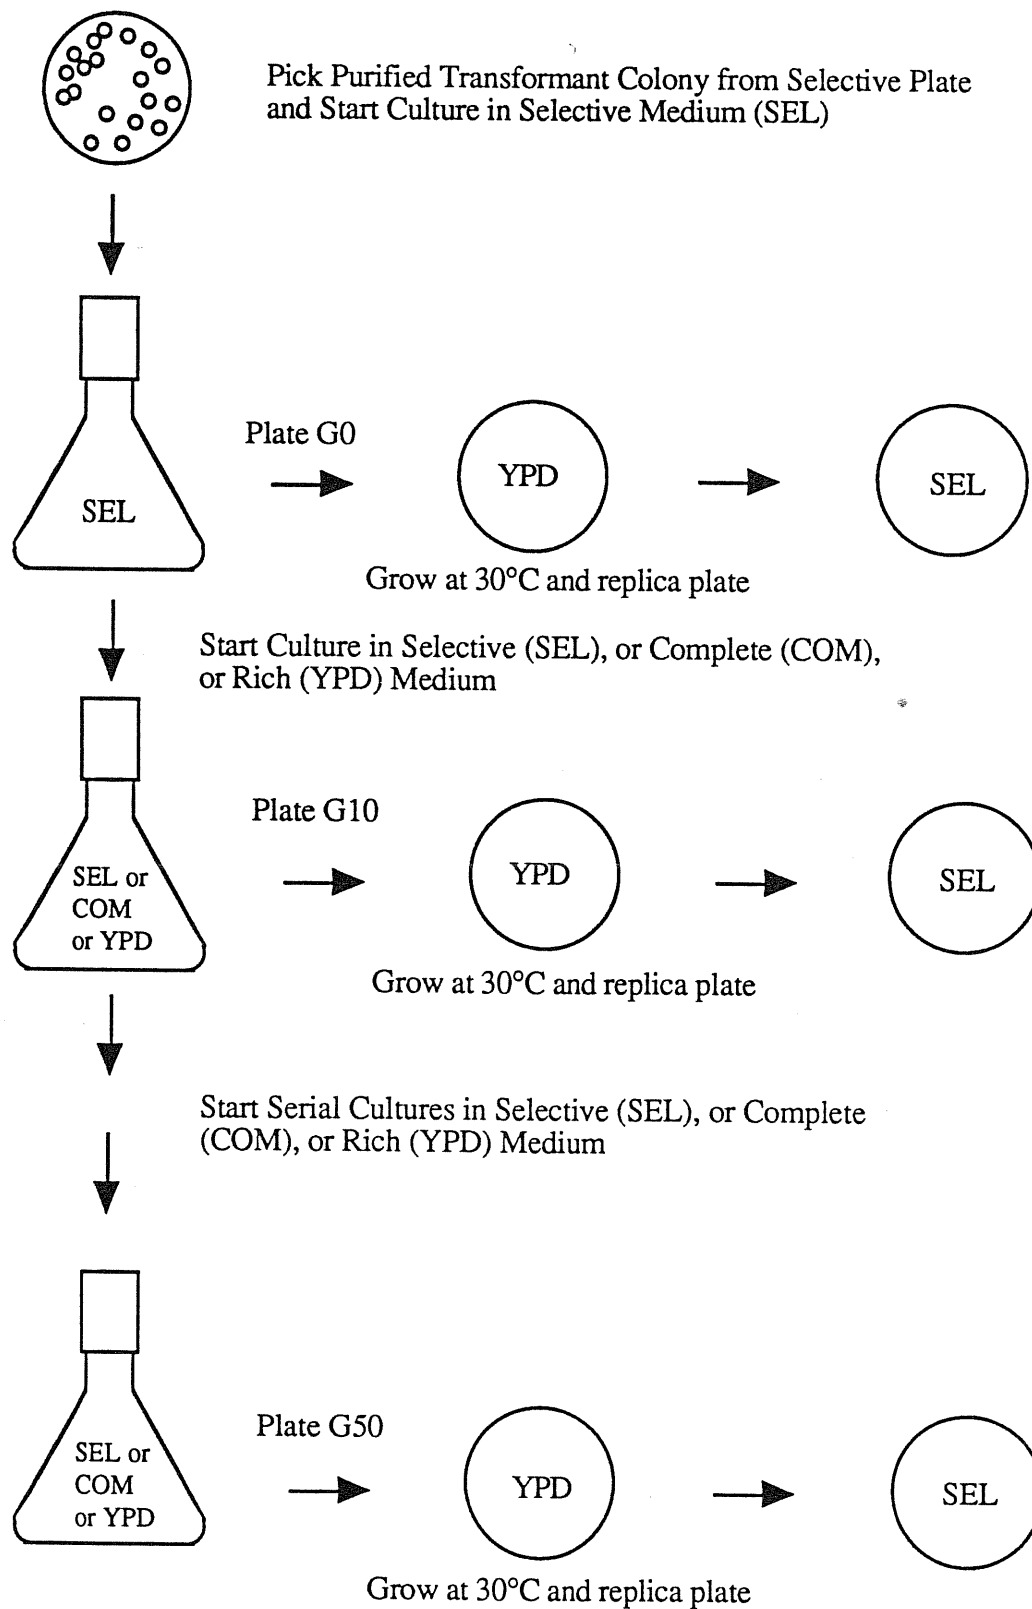 Pick Purified Transformant Colony from Selective Plate
and Start Culture in Selective Medium (SEL)
Plate G0
SEL
YPD
SEL
Grow at 30°C and replica plate
Start Culture in Selective (SEL), or Complete (COM),
or Rich (YPD) Medium
Plate G10
SEL or
COM
or YPD
YPD
SEL
Grow at 30°C and replica plate
Start Serial Cultures in Selective (SEL), or Complete
(COM), or Rich (YPD) Medium
Plate G50
SEL or
COM
or YPD
YPD
SEL
Grow at 30°C and replica plate